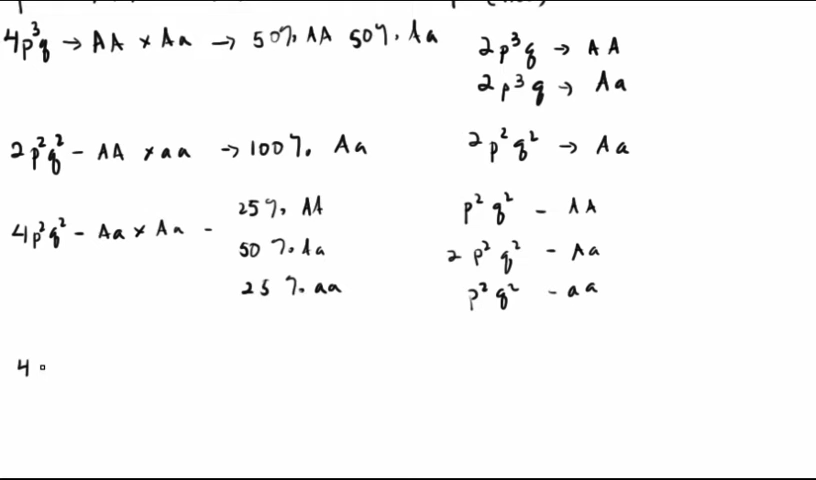 4p³q → AA × Aa → 50% AA 50% Aa 2p³q → AA
2p³q → Aa
2p²q² - AA × aa → 100% Aa 2p²q² → Aa
4p²q² - Aa × Aa - 25% AA p²q² - AA
50% Aa 2p²q² - Aa
25% aa p²q² - aa
4